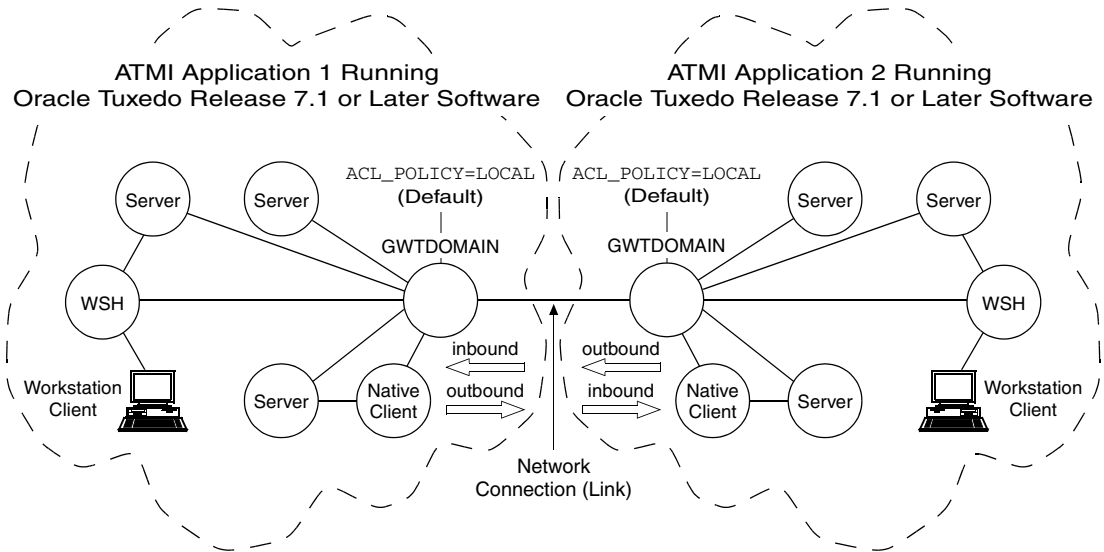 ATMI Application 1 Running
Oracle Tuxedo Release 7.1 or Later Software
ATMI Application 2 Running
Oracle Tuxedo Release 7.1 or Later Software
Server
Server
ACL_POLICY=LOCAL
(Default)
GWTDOMAIN
WSH
Workstation
Client
Server
Native
Client
inbound
outbound
ACL_POLICY=LOCAL
(Default)
GWTDOMAIN
Server
Server
WSH
outbound
inbound
Native
Client
Server
Workstation
Client
Network
Connection (Link)